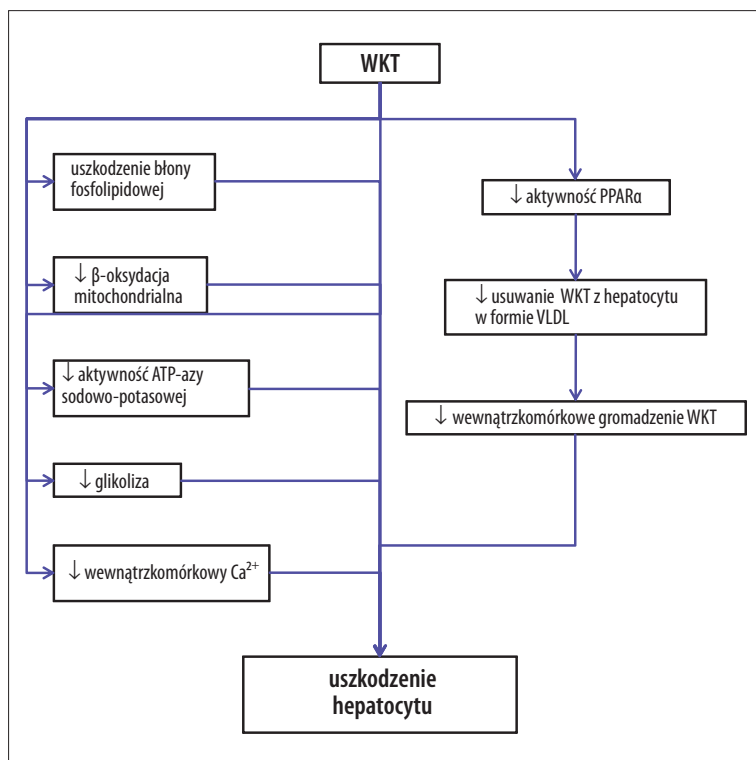 WKT
uszkodzenie błony
fosfolipidowej
↓ β-oksydacja
mitochondrialna
↓ aktywność ATP-azy
sodowo-potasowej
↓ glikoliza
↓ wewnątrzkomórkowy Ca²⁺
↓ aktywność PPARα
↓ usuwanie WKT z hepatocytu
w formie VLDL
↓ wewnątrzkomórkowe gromadzenie WKT
uszkodzenie
hepatocytu